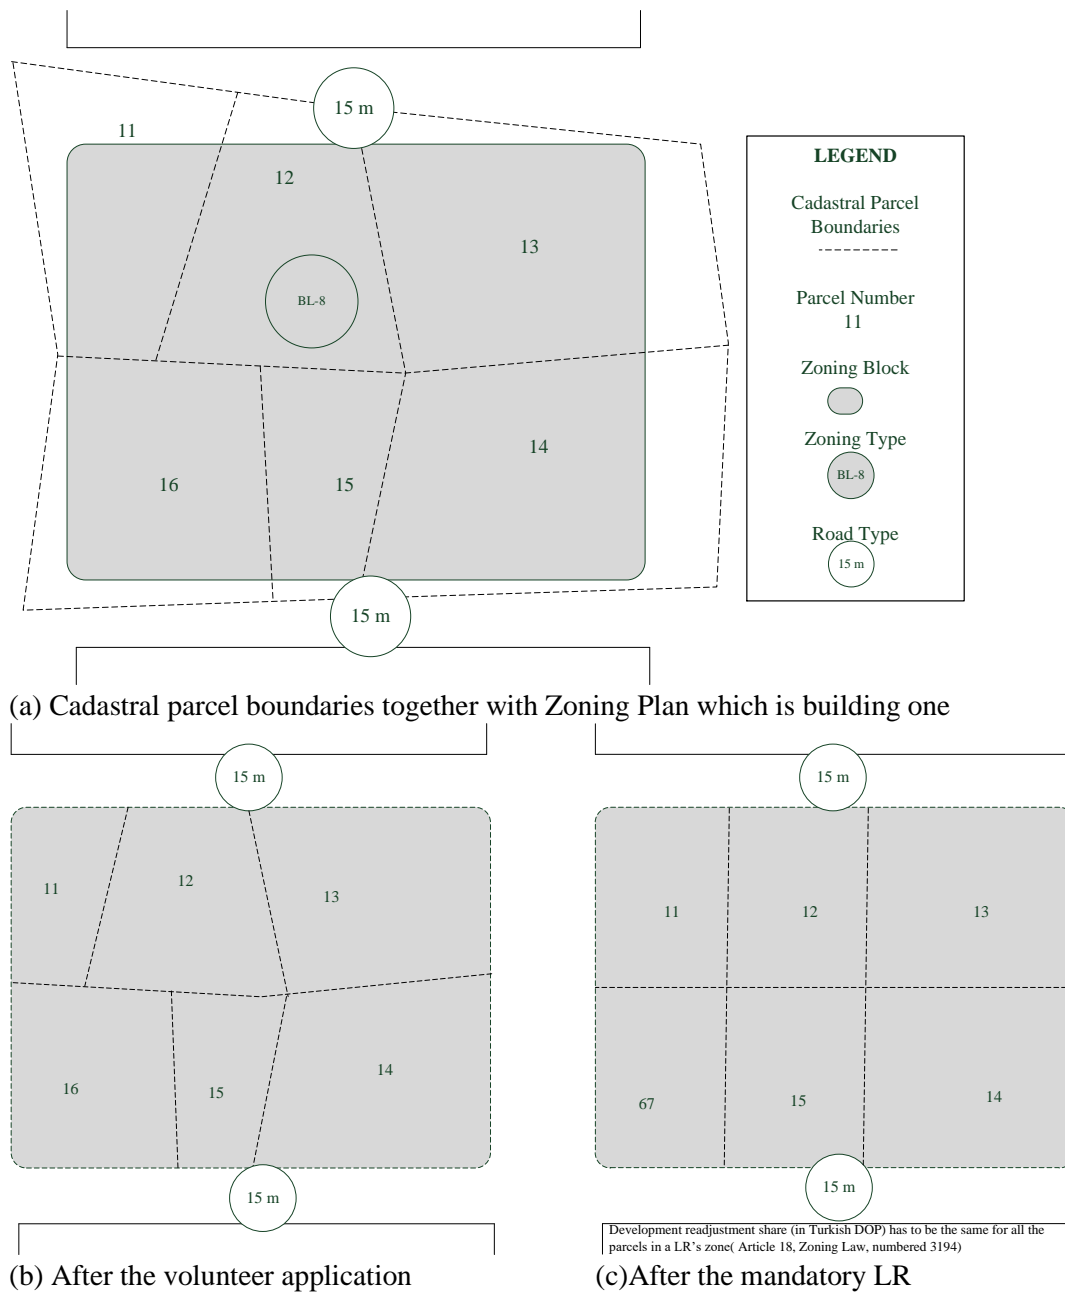 15 m
11
12
13
BL-8
14
16
15
15 m
LEGEND
Cadastral Parcel
Boundaries
Parcel Number
11
Zoning Block
Zoning Type
BL-8
Road Type
15 m
(a) Cadastral parcel boundaries together with Zoning Plan which is building one
15 m
11
12
13
16
15
14
15 m
(b) After the volunteer application
15 m
11
12
13
67
15
14
15 m
Development readjustment share (in Turkish DOP) has to be the same for all the
parcels in a LR's zone( Article 18, Zoning Law, numbered 3194)
(c)After the mandatory LR